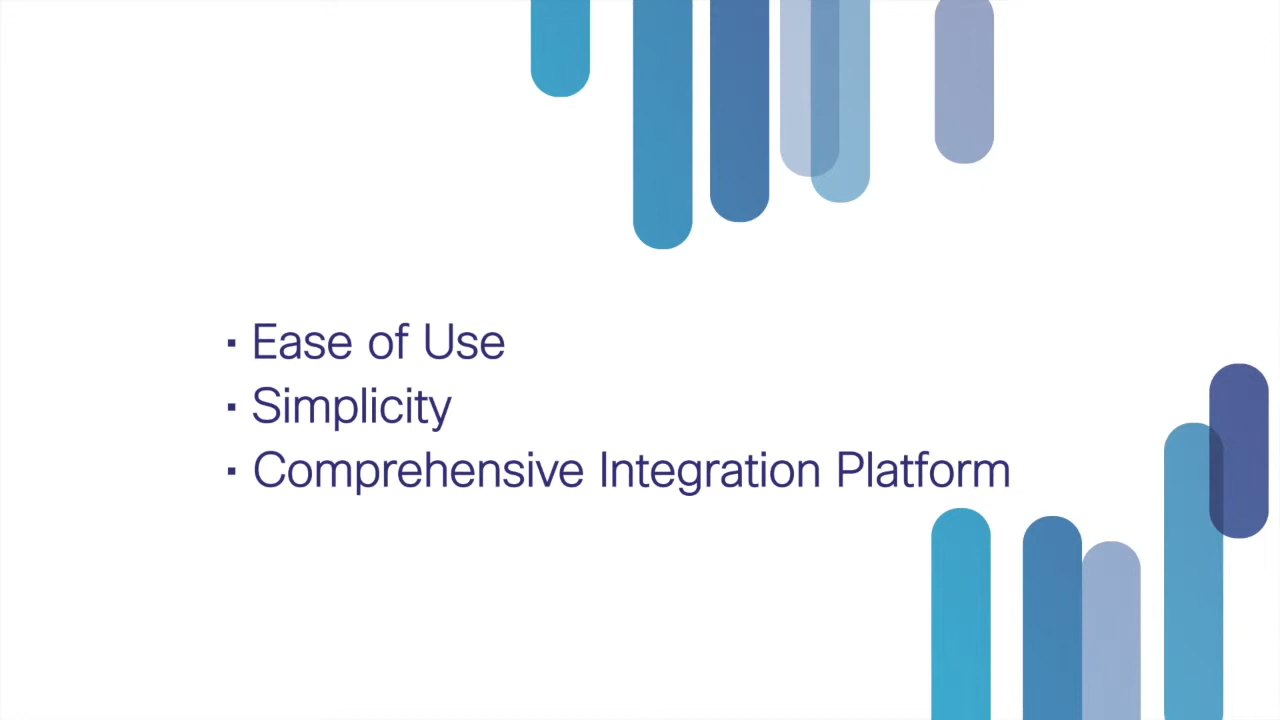 ▪ Ease of Use
▪ Simplicity
▪ Comprehensive Integration Platform